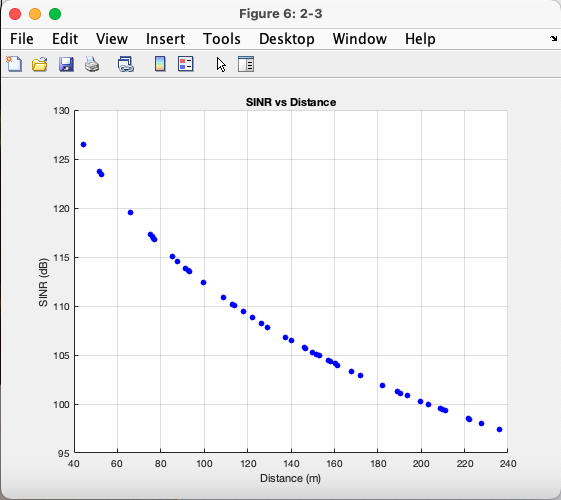 Figure 6: 2-3
File Edit View Insert Tools Desktop Window Help
SINR vs Distance
SINR (dB)
130
125
120
115
110
105
100
95
40 60 80 100 120 140 160 180 200 220 240
Distance (m)